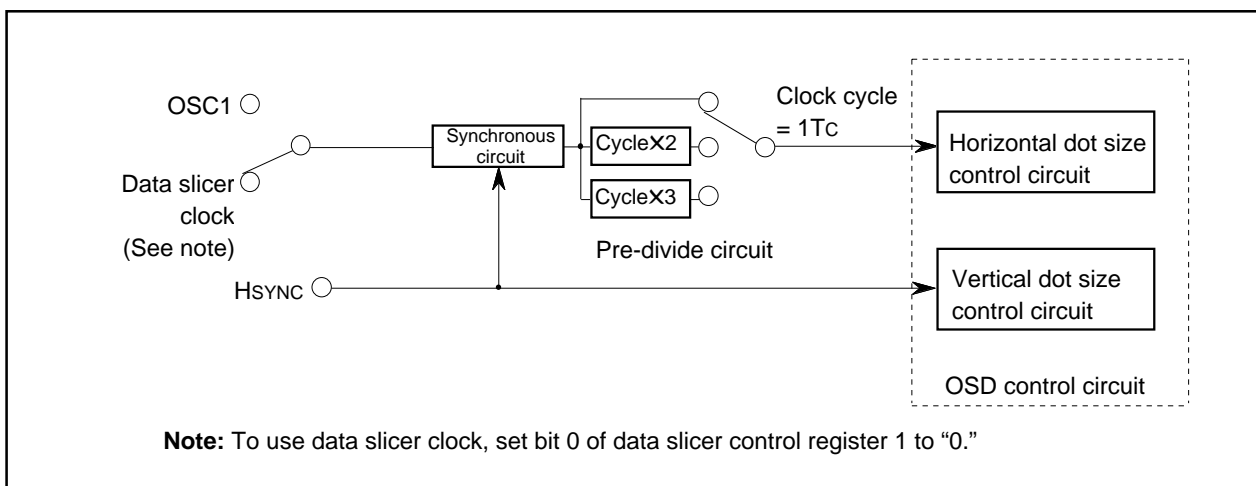 OSC1
Data slicer
clock
(See note)
HSYNC
Synchronous
circuit
Cycle×2
Cycle×3
Pre-divide circuit
Clock cycle
= 1TC
Horizontal dot size
control circuit
Vertical dot size
control circuit
OSD control circuit
Note: To use data slicer clock, set bit 0 of data slicer control register 1 to “0.”